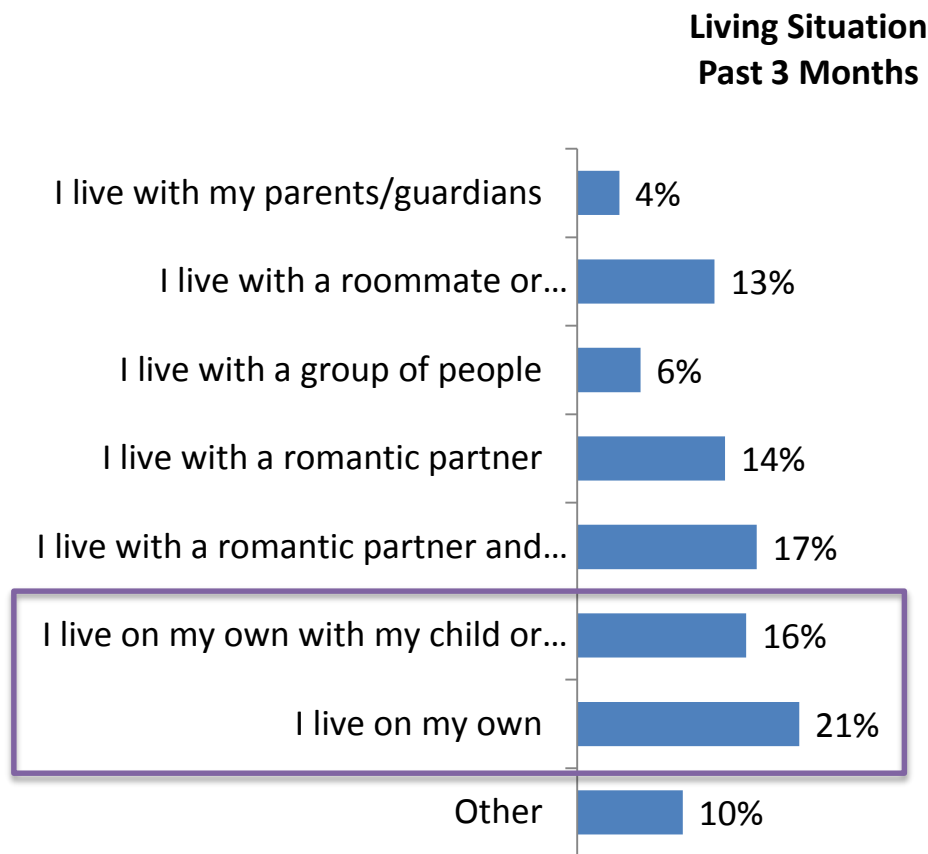 Living Situation
Past 3 Months
I live with my parents/guardians 4%
I live with a roommate or… 13%
I live with a group of people 6%
I live with a romantic partner 14%
I live with a romantic partner and… 17%
I live on my own with my child or… 16%
I live on my own 21%
Other 10%